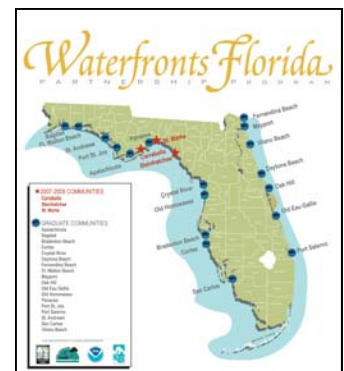 Waterfronts Florida
PARTNERSHIP PROGRAM
Fernandina Beach
Mayport
Vilano Beach
Daytona Beach
Oak Hill
Old Eau Gallie
Port Salerno
Bagdad
Ft. Walton Beach
St. Andrews
Port St. Joe
Apalachicola
Panacea
St. Marks
Carrabelle
Steinhatchee
Crystal River
Old Homosassa
Bradenton Beach
Cortez
San Carlos
2007-2009 COMMUNITIES
Carrabelle
Steinhatchee
St. Marks
GRADUATE COMMUNITIES
Apalachicola
Bagdad
Bradenton Beach
Cortez
Crystal River
Daytona Beach
Fernandina Beach
Ft. Walton Beach
Mayport
Oak Hill
Old Eau Gallie
Old Homosassa
Panacea
Port St. Joe
Port Salerno
St. Andrews
San Carlos
Vilano Beach